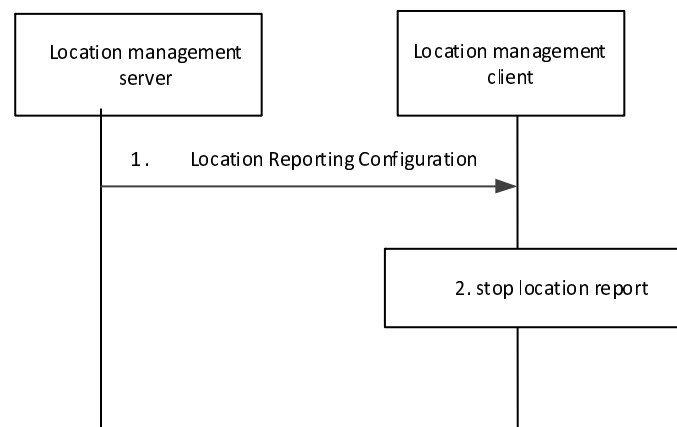 Location management
server
Location management
client
1. Location Reporting Configuration
2. stop location report